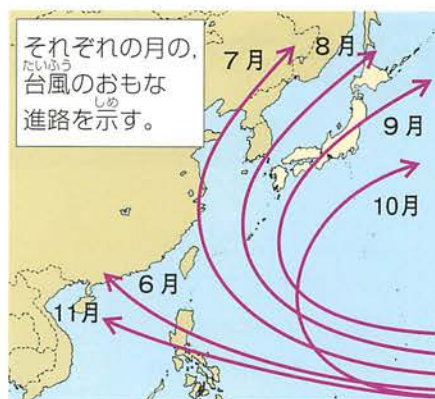 それぞれの月の,
たいふう
台風のおもな
しめ
進路を示す。
7月
8月
9月
10月
6月
11月